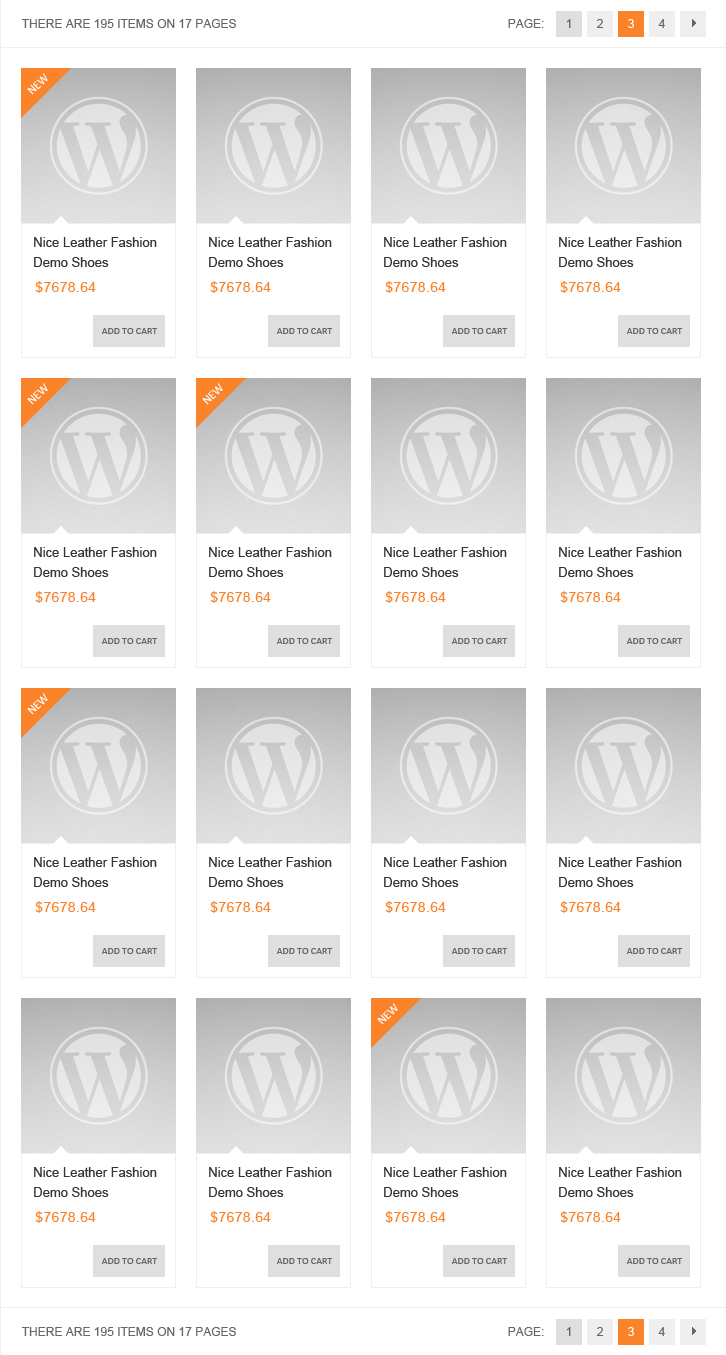 THERE ARE 195 ITEMS ON 17 PAGES PAGE: 1 2 3 4
NEW
Nice Leather Fashion Nice Leather Fashion Nice Leather Fashion Nice Leather Fashion
Demo Shoes Demo Shoes Demo Shoes Demo Shoes
$7678.64 $7678.64 $7678.64 $7678.64
ADD TO CART ADD TO CART ADD TO CART ADD TO CART
NEW NEW
Nice Leather Fashion Nice Leather Fashion Nice Leather Fashion Nice Leather Fashion
Demo Shoes Demo Shoes Demo Shoes Demo Shoes
$7678.64 $7678.64 $7678.64 $7678.64
ADD TO CART ADD TO CART ADD TO CART ADD TO CART
NEW
Nice Leather Fashion Nice Leather Fashion Nice Leather Fashion Nice Leather Fashion
Demo Shoes Demo Shoes Demo Shoes Demo Shoes
$7678.64 $7678.64 $7678.64 $7678.64
ADD TO CART ADD TO CART ADD TO CART ADD TO CART
NEW
Nice Leather Fashion Nice Leather Fashion Nice Leather Fashion Nice Leather Fashion
Demo Shoes Demo Shoes Demo Shoes Demo Shoes
$7678.64 $7678.64 $7678.64 $7678.64
ADD TO CART ADD TO CART ADD TO CART ADD TO CART
THERE ARE 195 ITEMS ON 17 PAGES PAGE: 1 2 3 4